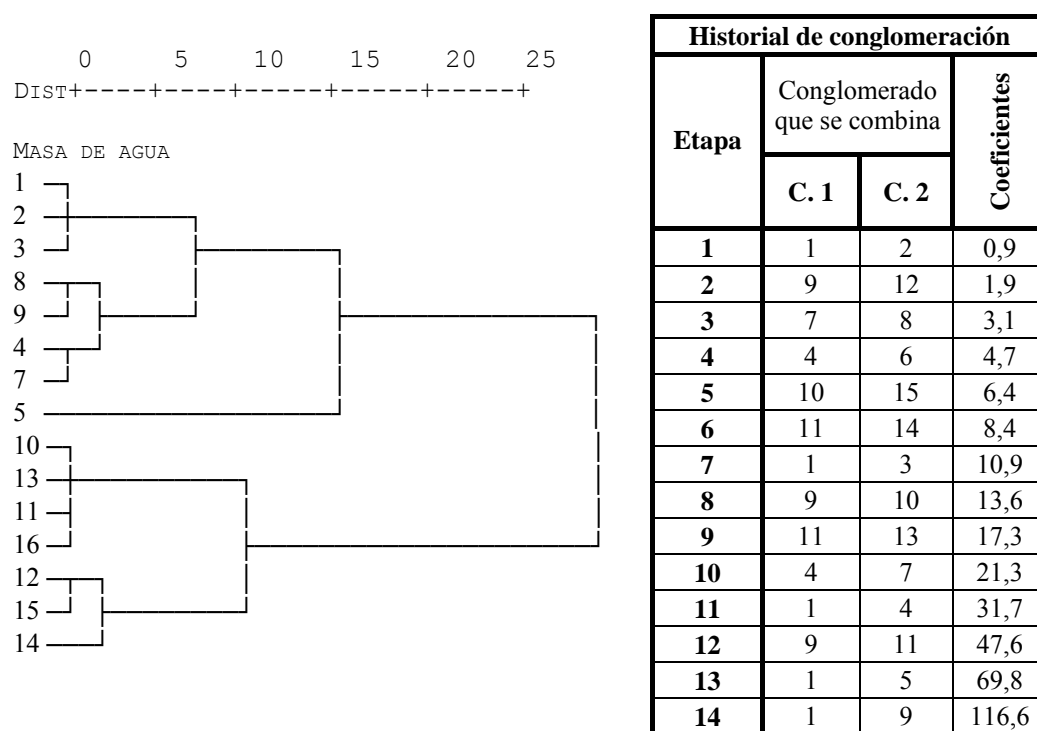 0 5 10 15 20 25
DIST+----+-----+-----+-----+-----+
MASA DE AGUA
1
2
3
8
9
4
7
5
10
13
11
16
12
15
14
Historial de conglomeración
Etapa Conglomerado que se combina Coeficientes
C. 1 C. 2
1 1 2 0,9
2 9 12 1,9
3 7 8 3,1
4 4 6 4,7
5 10 15 6,4
6 11 14 8,4
7 1 3 10,9
8 9 10 13,6
9 11 13 17,3
10 4 7 21,3
11 1 4 31,7
12 9 11 47,6
13 1 5 69,8
14 1 9 116,6